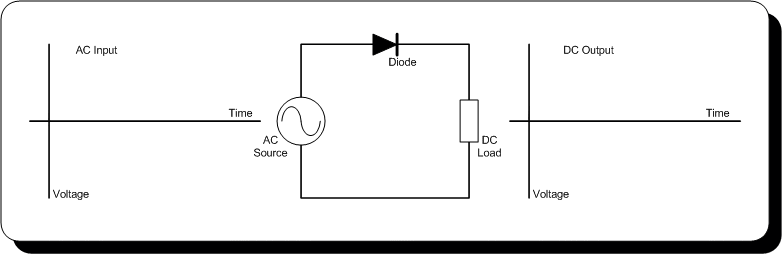 AC Input
Time
Voltage
Diode
AC
Source
DC
Load
DC Output
Time
Voltage